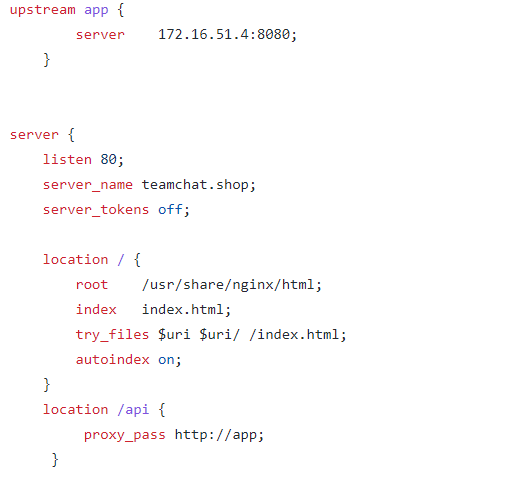 upstream app {
        server    172.16.51.4:8080;
    }
server {
    listen 80;
    server_name teamchat.shop;
    server_tokens off;
    location / {
        root    /usr/share/nginx/html;
        index   index.html;
        try_files $uri $uri/ /index.html;
        autoindex on;
    }
    location /api {
         proxy_pass http://app;
     }